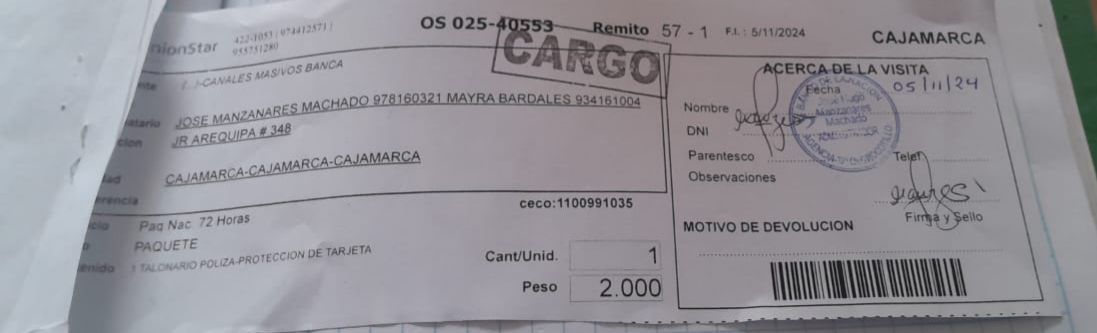 nionStar
422-1053 ( 974412571 )
955751280
OS 025-40553
Remito 57 - 1
F.I. : 5/11/2024
CAJAMARCA
CARGO
(...)-CANALES MASIVOS BANCA
JOSE MANZANARES MACHADO 978160321 MAYRA BARDALES 934161004
JR AREQUIPA # 348
CAJAMARCA-CAJAMARCA-CAJAMARCA
ceco:1100991035
Paq Nac. 72 Horas
PAQUETE
1 TALONARIO POLIZA-PROTECCION DE TARJETA
Cant/Unid. 1
Peso 2.000
ACERCA DE LA VISITA
Fecha 05/11/24
Nombre
DNI
Parentesco
Telef
Observaciones
Firma y Sello
MOTIVO DE DEVOLUCION
Manzanares
Machado